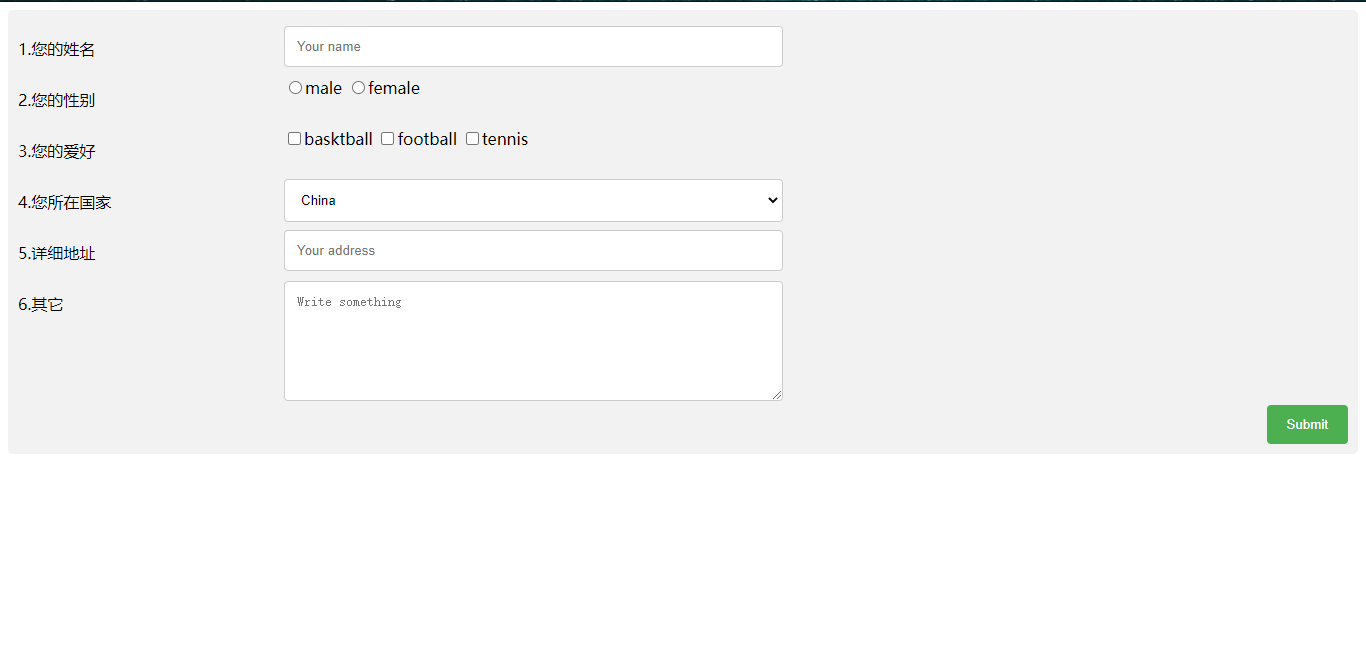 1.您的姓名 Your name
2.您的性别 male female
3.您的爱好 basktball football tennis
4.您所在国家 China
5.详细地址 Your address
6.其它 Write something
Submit